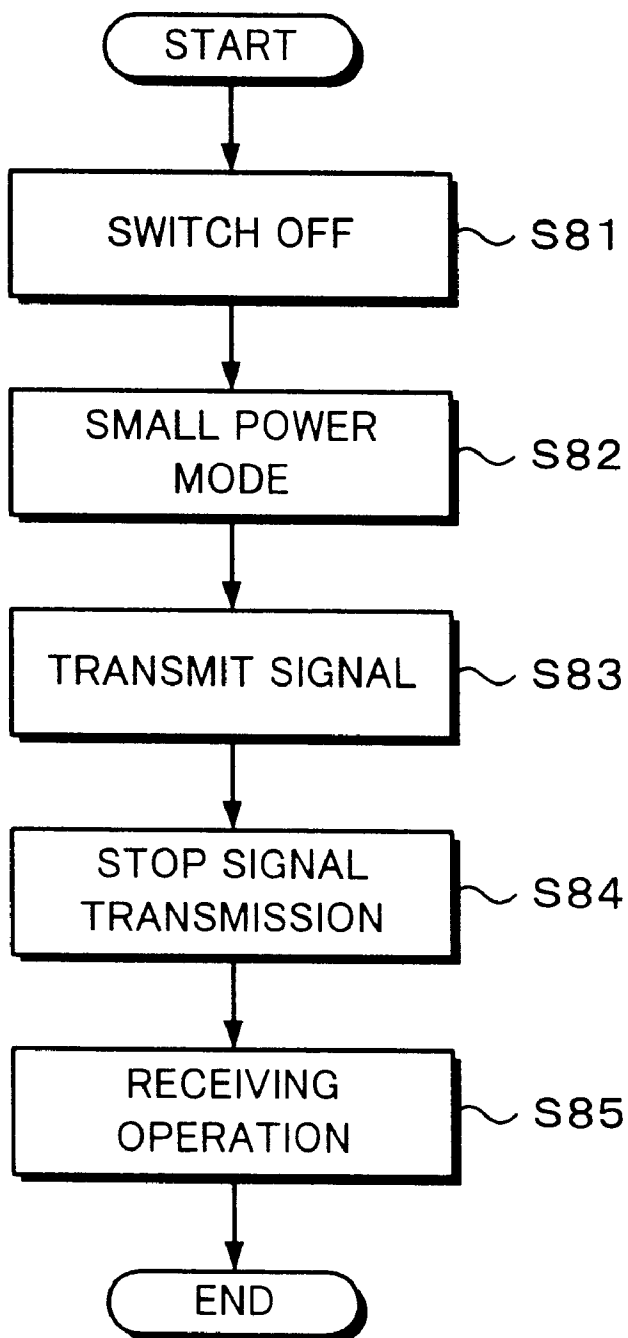 START
SWITCH OFF
S81
SMALL POWER
MODE
S82
TRANSMIT SIGNAL
S83
STOP SIGNAL
TRANSMISSION
S84
RECEIVING
OPERATION
S85
END